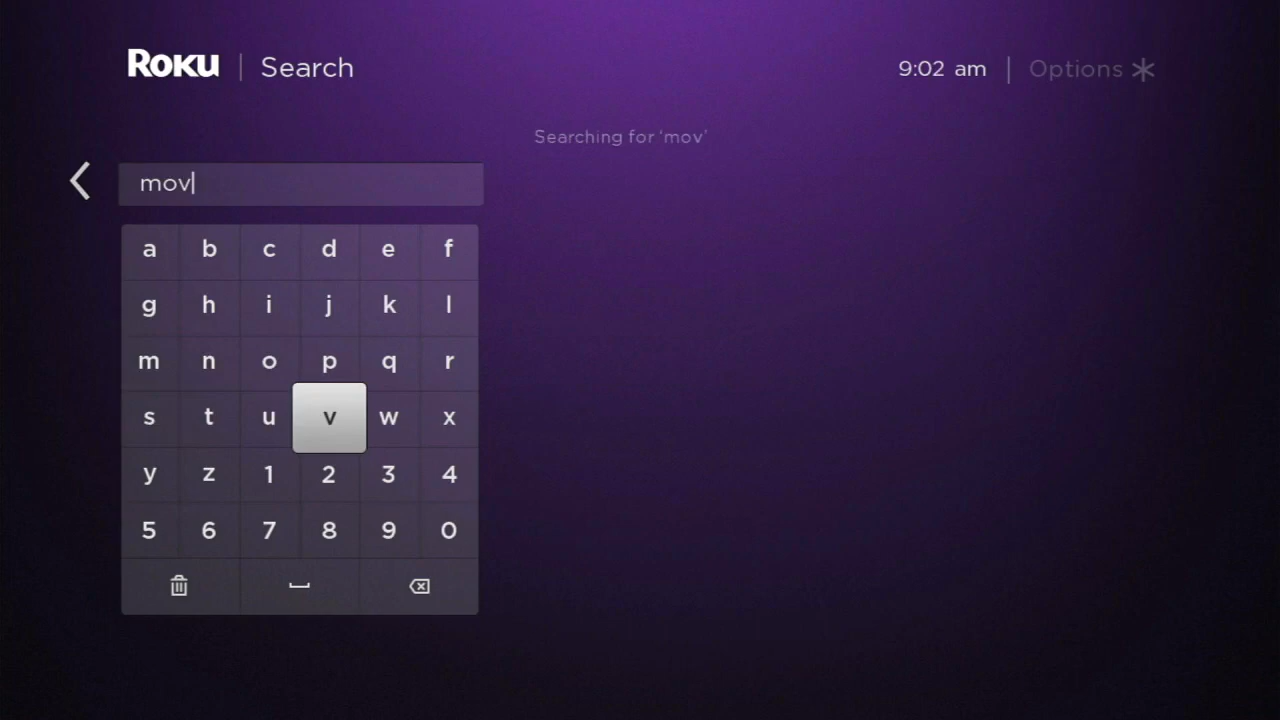 Roku | Search
9:02 am | Options
Searching for 'mov'
mov
a b c d e f
g h i j k l
m n o p q r
s t u v w x
y z 1 2 3 4
5 6 7 8 9 0